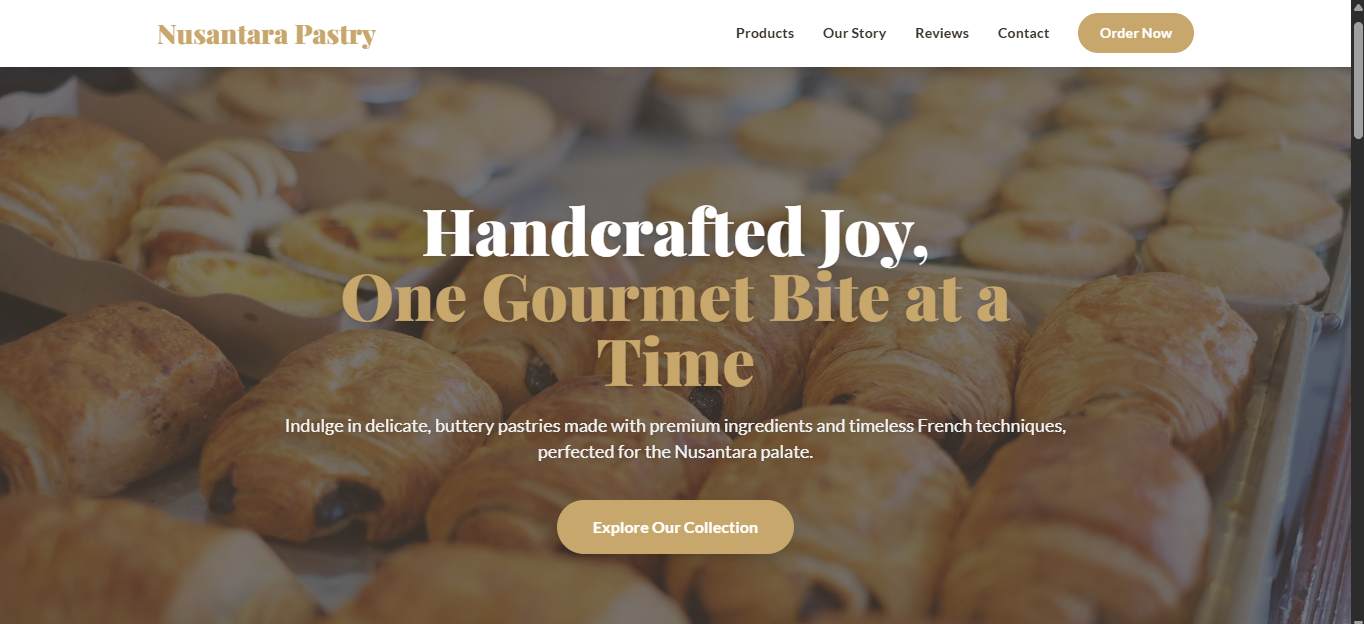 Nusantara Pastry
Products
Our Story
Reviews
Contact
Order Now
Handcrafted Joy,
One Gourmet Bite at a
Time
Indulge in delicate, buttery pastries made with premium ingredients and timeless French techniques,
perfected for the Nusantara palate.
Explore Our Collection